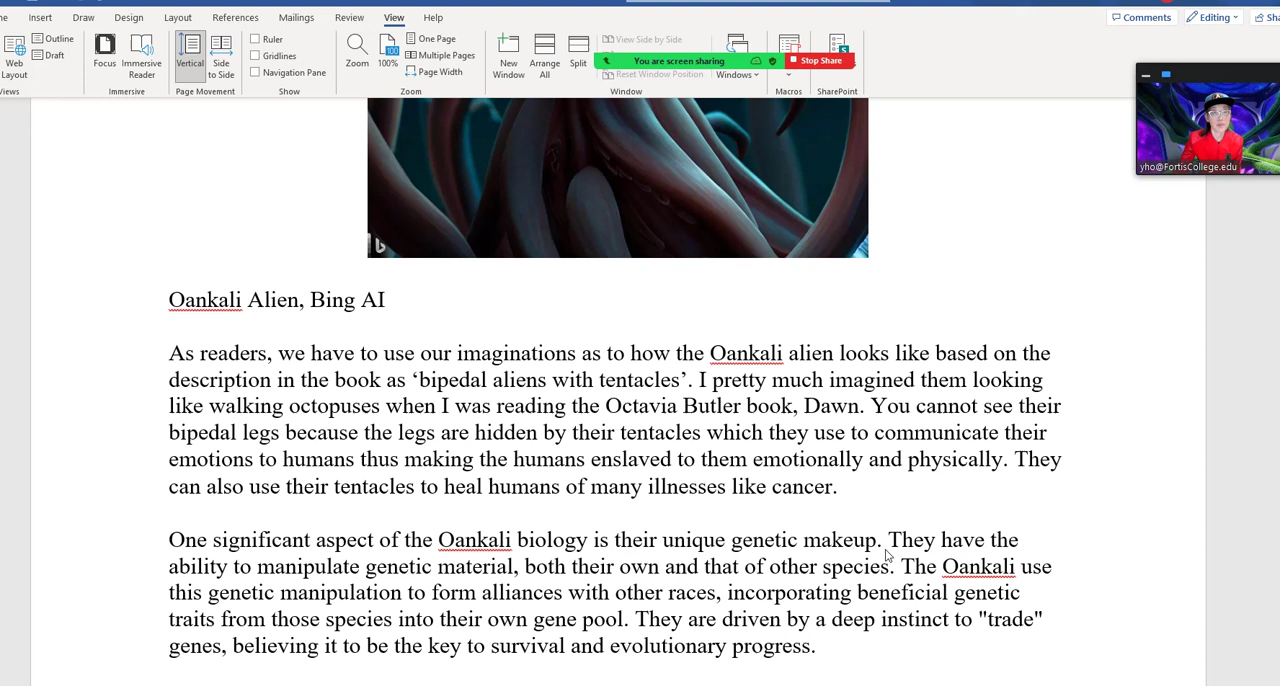 Insert Draw Design Layout References Mailings Review View Help
Comments Editing
Outline
Draft
Web Layout
Focus
Immersive Reader
Immersive
Vertical
Side to Side
Page Movement
Ruler
Gridlines
Navigation Pane
Show
Zoom
100%
100
One Page
Multiple Pages
Page Width
Zoom
New Window
Arrange All
Split
View Side by Side
Reset Window Position
Windows
Window
Macros
SharePoint
You are screen sharing
Stop Share
yho@FortisCollege.edu
Oankali Alien, Bing AI
As readers, we have to use our imaginations as to how the Oankali alien looks like based on the
description in the book as ‘bipedal aliens with tentacles’. I pretty much imagined them looking
like walking octopuses when I was reading the Octavia Butler book, Dawn. You cannot see their
bipedal legs because the legs are hidden by their tentacles which they use to communicate their
emotions to humans thus making the humans enslaved to them emotionally and physically. They
can also use their tentacles to heal humans of many illnesses like cancer.
One significant aspect of the Oankali biology is their unique genetic makeup. They have the
ability to manipulate genetic material, both their own and that of other species. The Oankali use
this genetic manipulation to form alliances with other races, incorporating beneficial genetic
traits from those species into their own gene pool. They are driven by a deep instinct to "trade"
genes, believing it to be the key to survival and evolutionary progress.